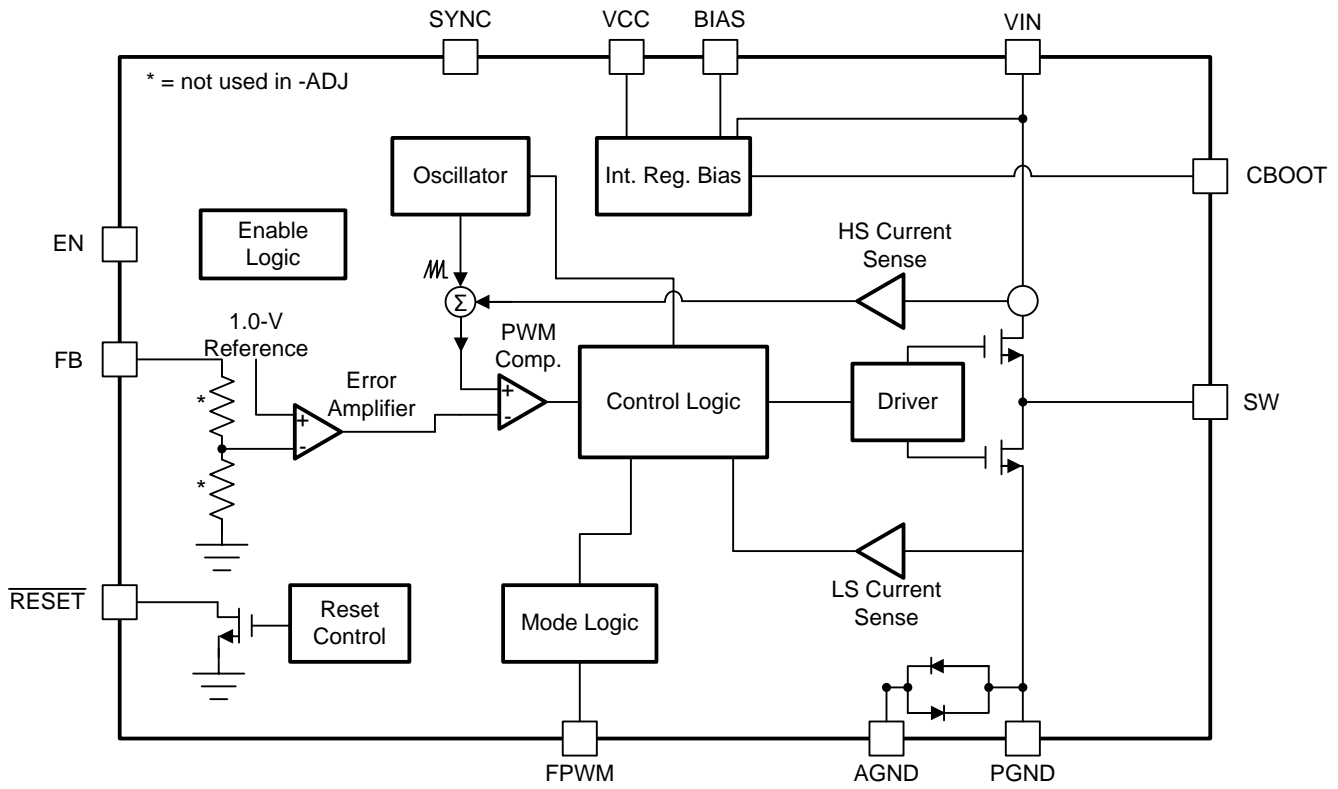 SYNC
VCC
BIAS
VIN
* = not used in -ADJ
Oscillator
Int. Reg. Bias
CBOOT
EN
Enable
Logic
HS Current
Sense
Σ
1.0-V
Reference
FB
PWM
Comp.
Error
Amplifier
*
+
-
+
-
Control Logic
Driver
SW
*
RESET
Reset
Control
Mode Logic
LS Current
Sense
FPWM
AGND
PGND